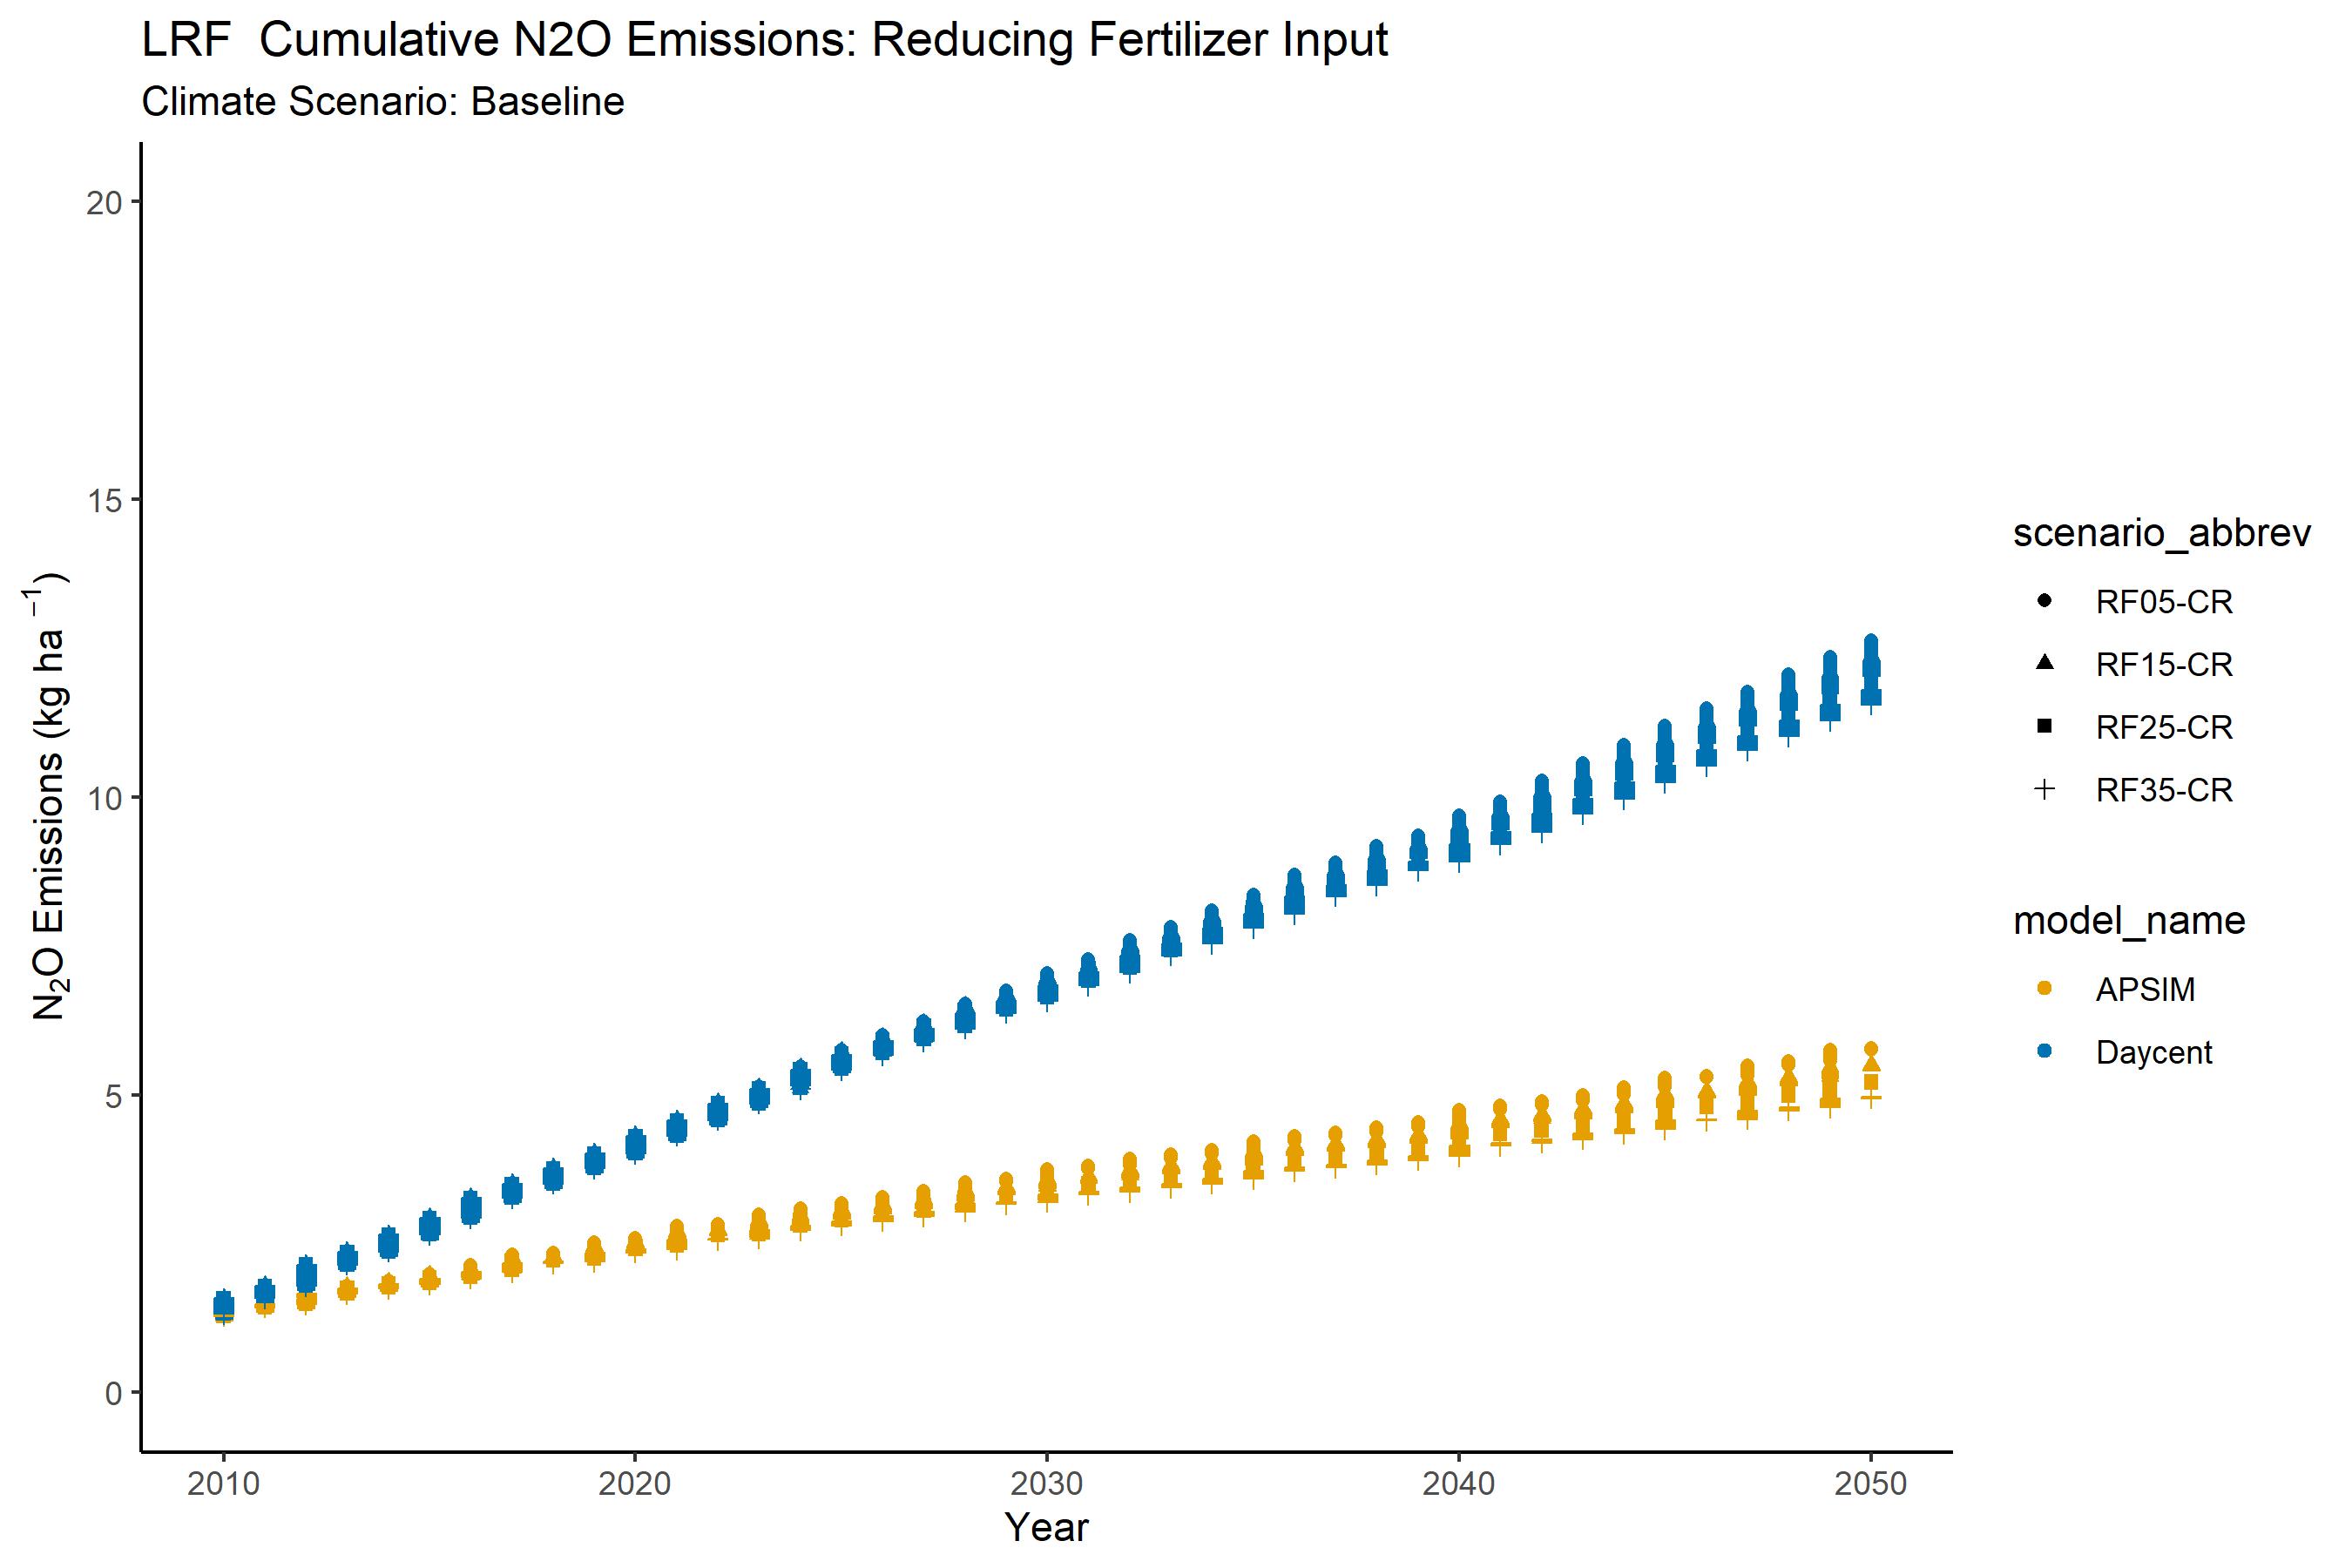 LRF  Cumulative N2O Emissions: Reducing Fertilizer Input
Climate Scenario: Baseline
20
15
10
5
0
N₂O Emissions (kg ha ⁻¹)
2010
2020
2030
2040
2050
Year
scenario_abbrev
RF05-CR
RF15-CR
RF25-CR
RF35-CR
model_name
APSIM
Daycent